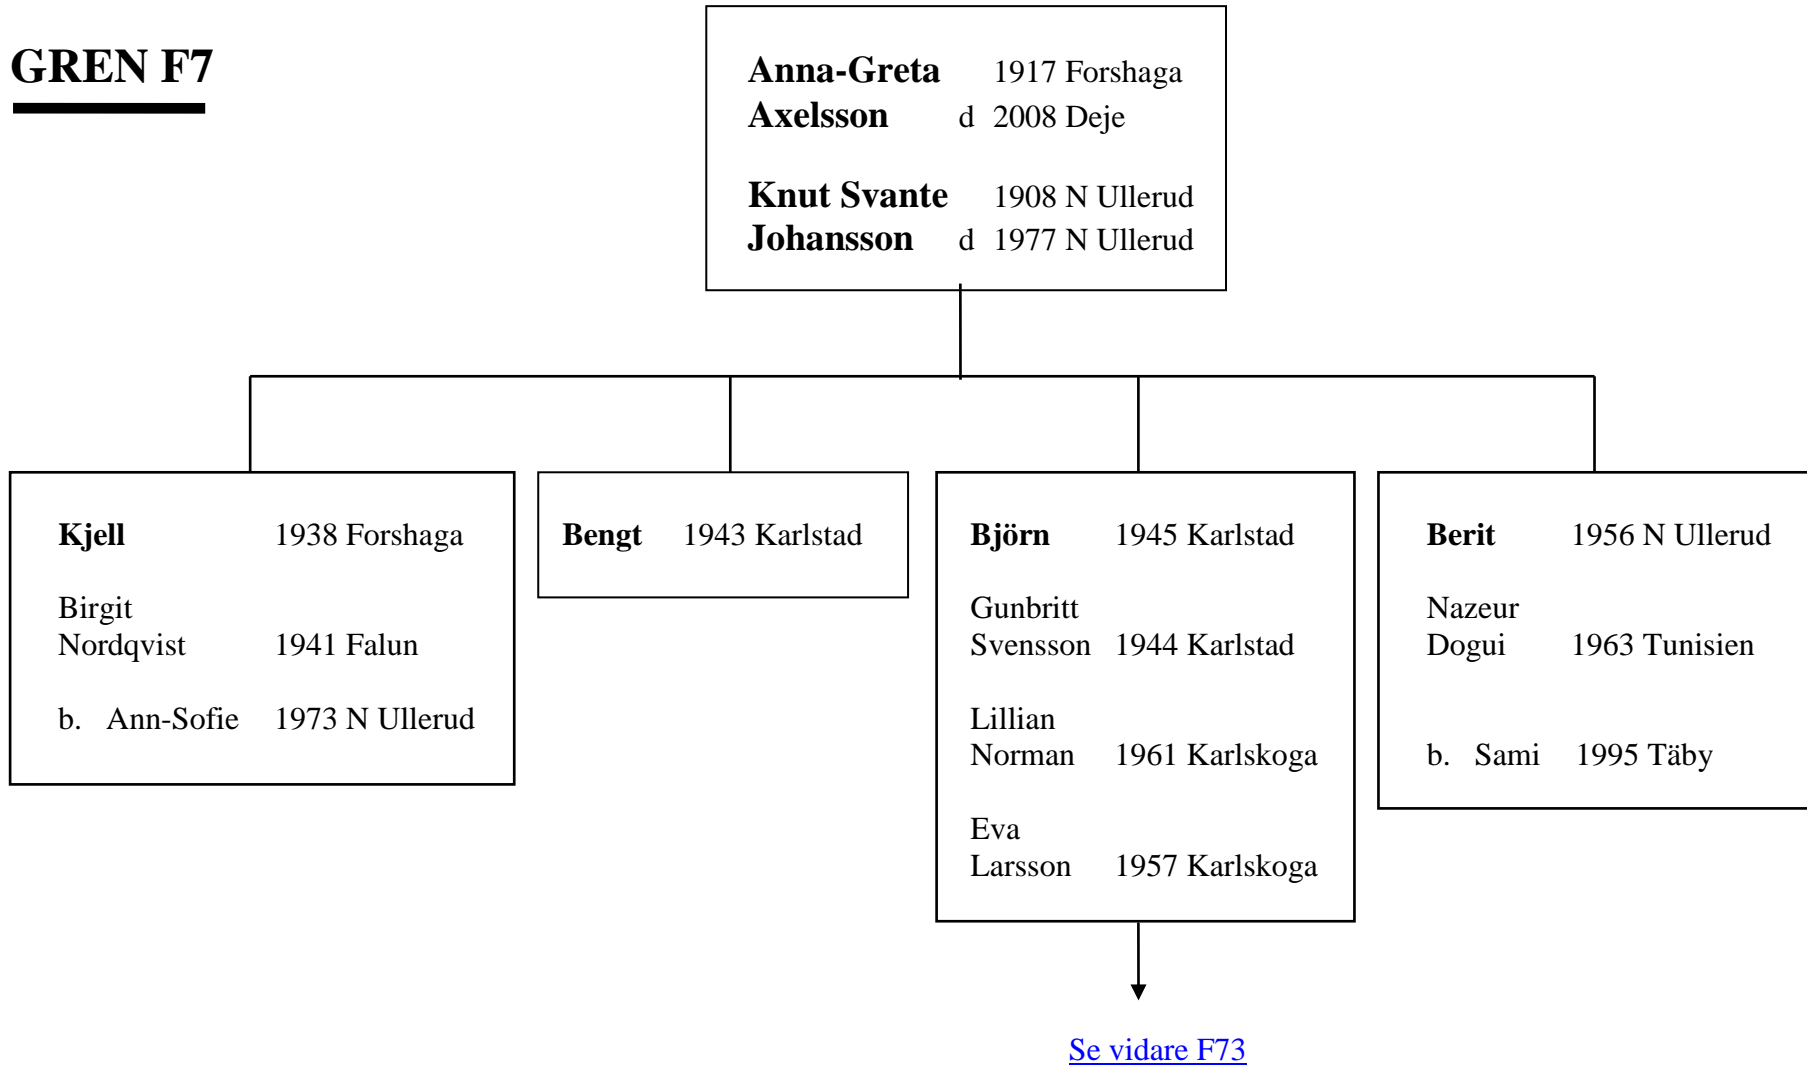 GREN F7
Anna-Greta 1917 Forshaga
Axelsson d 2008 Deje
Knut Svante 1908 N Ullerud
Johansson d 1977 N Ullerud
Kjell 1938 Forshaga
Birgit
Nordqvist 1941 Falun
b. Ann-Sofie 1973 N Ullerud
Bengt 1943 Karlstad
Björn 1945 Karlstad
Gunbritt
Svensson 1944 Karlstad
Lillian
Norman 1961 Karlskoga
Eva
Larsson 1957 Karlskoga
Berit 1956 N Ullerud
Nazeur
Dogui 1963 Tunisien
b. Sami 1995 Täby
Se vidare F73